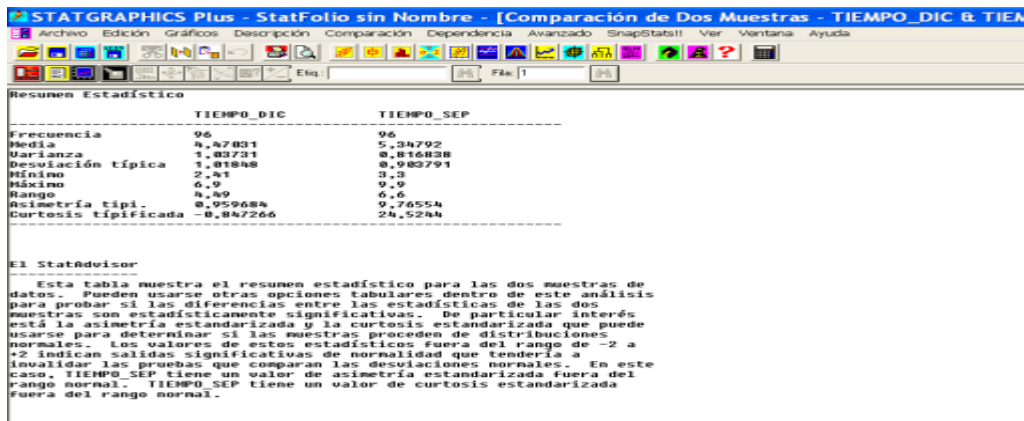 STATGRAPHICS Plus - StatFolio sin Nombre - [Comparación de Dos Muestras - TIEMPO_DIC & TIEM
Archivo Edición Gráficos Descripción Comparación Dependencia Avanzado SnapStats!! Ver Ventana Ayuda
Etiq.: Fila: 1
Resumen Estadístico
TIEMPO_DIC TIEMPO_SEP
Frecuencia 96 96
Media 4,47031 5,34792
Varianza 1,03731 0,816838
Desviación típica 1,01848 0,903791
Mínimo 2,41 3,3
Máximo 6,9 9,9
Rango 4,49 6,6
Asimetría tipi. 0,959684 9,76554
Curtosis típificada -0,847266 24,5244
El StatAdvisor
Esta tabla muestra el resumen estadístico para las dos muestras de
datos. Pueden usarse otras opciones tabulares dentro de este análisis
para probar si las diferencias entre las estadísticas de las dos
muestras son estadísticamente significativas. De particular interés
está la asimetría estandarizada y la curtosis estandarizada que puede
usarse para determinar si las muestras proceden de distribuciones
normales. Los valores de estos estadísticos fuera del rango de -2 a
+2 indican salidas significativas de normalidad que tendería a
invalidar las pruebas que comparan las desviaciones normales. En este
caso, TIEMPO_SEP tiene un valor de asimetría estandarizada fuera del
rango normal. TIEMPO_SEP tiene un valor de curtosis estandarizada
fuera del rango normal.